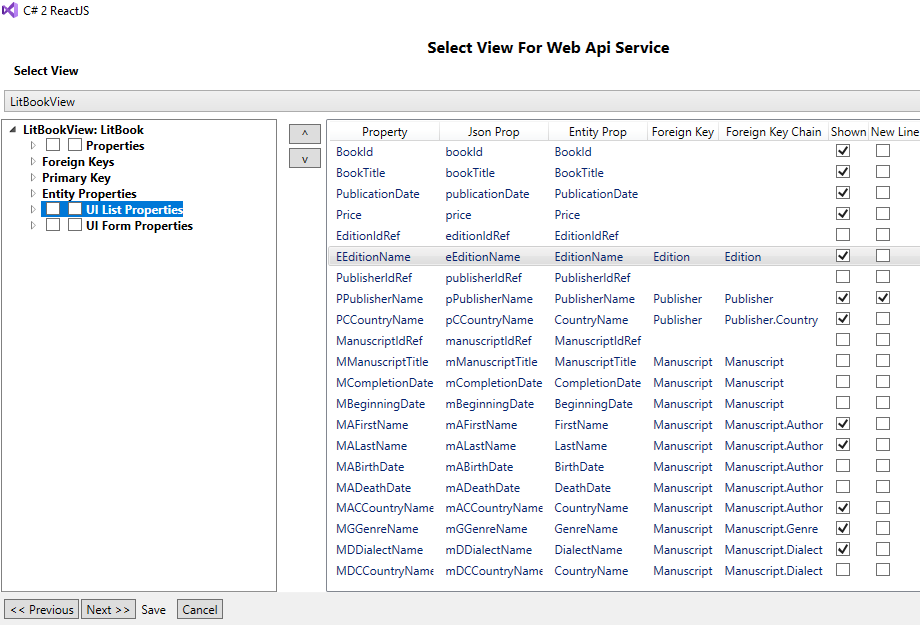 C# 2 ReactJS
Select View For Web Api Service
Select View
LitBookView
LitBookView: LitBook
Properties
Foreign Keys
Primary Key
Entity Properties
UI List Properties
UI Form Properties
^
v
Property Json Prop Entity Prop Foreign Key Foreign Key Chain Shown New Line
BookId bookId BookId
BookTitle bookTitle BookTitle
PublicationDate publicationDate PublicationDate
Price price Price
EditionIdRef editionIdRef EditionIdRef
EEditionName eEditionName EditionName Edition Edition
PublisherIdRef publisherIdRef PublisherIdRef
PPublisherName pPublisherName PublisherName Publisher Publisher
PCCountryName pCCountryName CountryName Publisher Publisher.Country
ManuscriptIdRef manuscriptIdRef ManuscriptIdRef
MManuscriptTitle mManuscriptTitle ManuscriptTitle Manuscript Manuscript
MCompletionDate mCompletionDate CompletionDate Manuscript Manuscript
MBeginningDate mBeginningDate BeginningDate Manuscript Manuscript
MAFirstName mAFirstName FirstName Manuscript Manuscript.Author
MALastName mALastName LastName Manuscript Manuscript.Author
MABirthDate mABirthDate BirthDate Manuscript Manuscript.Author
MADeathDate mADeathDate DeathDate Manuscript Manuscript.Author
MACCountryName mACCountryName CountryName Manuscript Manuscript.Author
MGGenreName mGGenreName GenreName Manuscript Manuscript.Genre
MDDialectName mDDialectName DialectName Manuscript Manuscript.Dialect
MDCCountryName mDCCountryName CountryName Manuscript Manuscript.Dialect
<< Previous Next >> Save Cancel